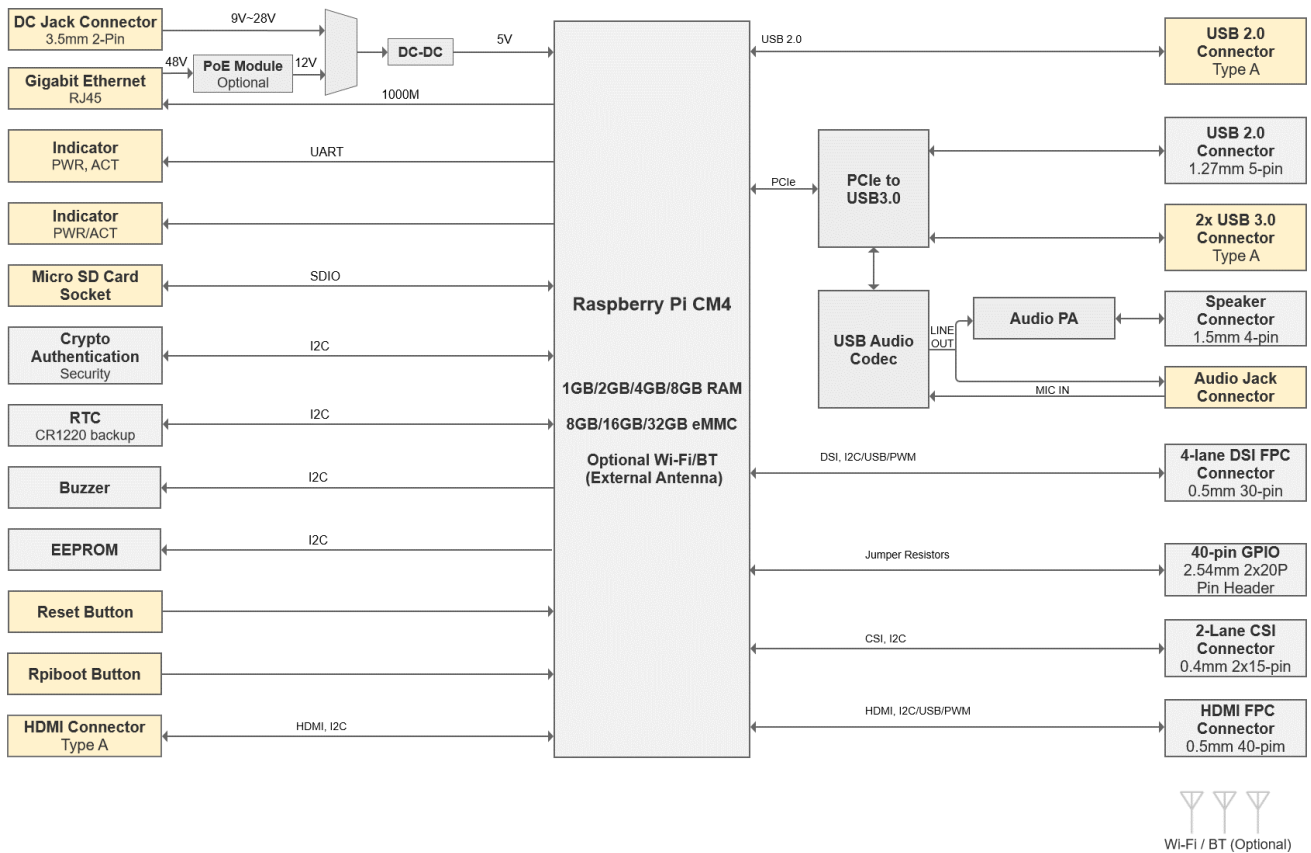 DC Jack Connector
3.5mm 2-Pin
9V~28V
48V
PoE Module
Optional
12V
DC-DC
5V
Gigabit Ethernet
RJ45
1000M
Indicator
PWR, ACT
UART
Indicator
PWR/ACT
Micro SD Card
Socket
SDIO
Crypto
Authentication
Security
I2C
RTC
CR1220 backup
I2C
Buzzer
I2C
EEPROM
I2C
Reset Button
Rpiboot Button
HDMI Connector
Type A
HDMI, I2C
Raspberry Pi CM4
1GB/2GB/4GB/8GB RAM
8GB/16GB/32GB eMMC
Optional Wi-Fi/BT
(External Antenna)
USB 2.0
USB 2.0
Connector
Type A
PCIe
PCIe to
USB3.0
USB 2.0
Connector
1.27mm 5-pin
2x USB 3.0
Connector
Type A
USB Audio
Codec
LINE
OUT
Audio PA
Speaker
Connector
1.5mm 4-pin
MIC IN
Audio Jack
Connector
DSI, I2C/USB/PWM
4-lane DSI FPC
Connector
0.5mm 30-pin
Jumper Resistors
40-pin GPIO
2.54mm 2x20P
Pin Header
CSI, I2C
2-Lane CSI
Connector
0.4mm 2x15-pin
HDMI, I2C/USB/PWM
HDMI FPC
Connector
0.5mm 40-pim
Wi-Fi / BT (Optional)